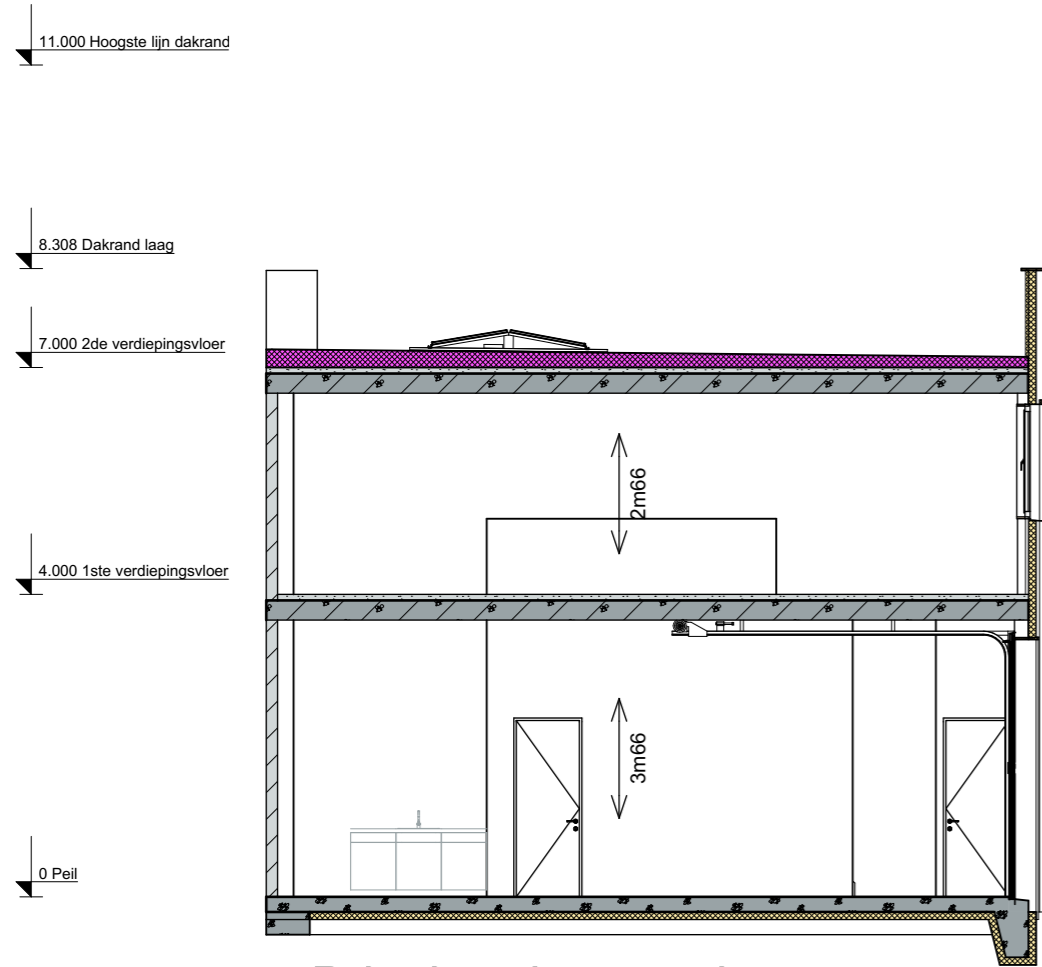 11.000 Hoogste lijn dakrand
8.308 Dakrand laag
7.000 2de verdiepingsvloer
2m66
4.000 1ste verdiepingsvloer
3m66
0 Peil